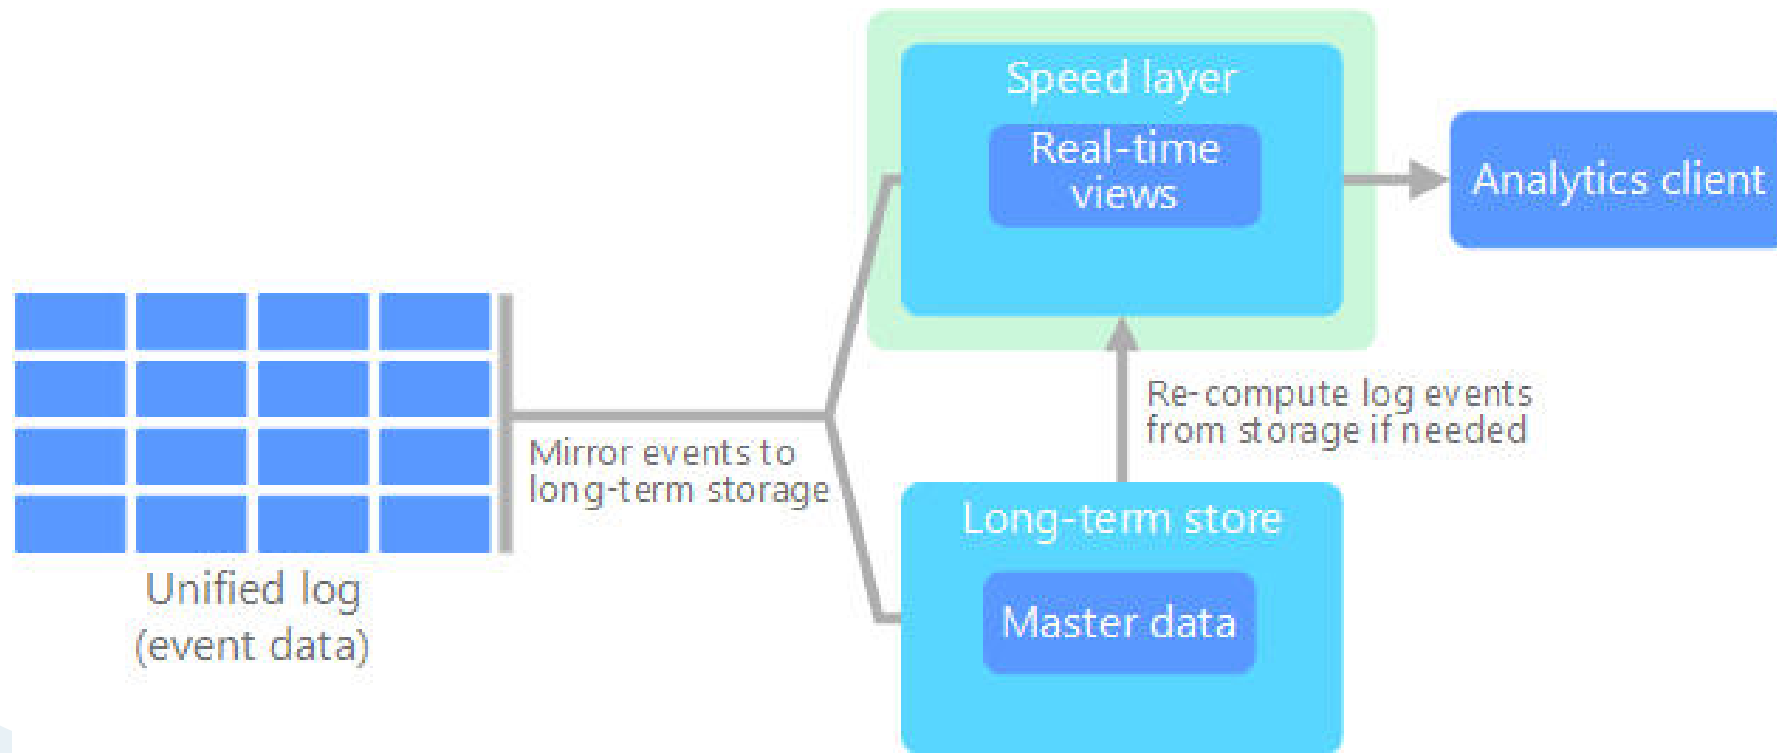 Speed layer
Real-time
views
Analytics client
Re-compute log events
from storage if needed
Mirror events to
long-term storage
Long-term store
Master data
Unified log
(event data)